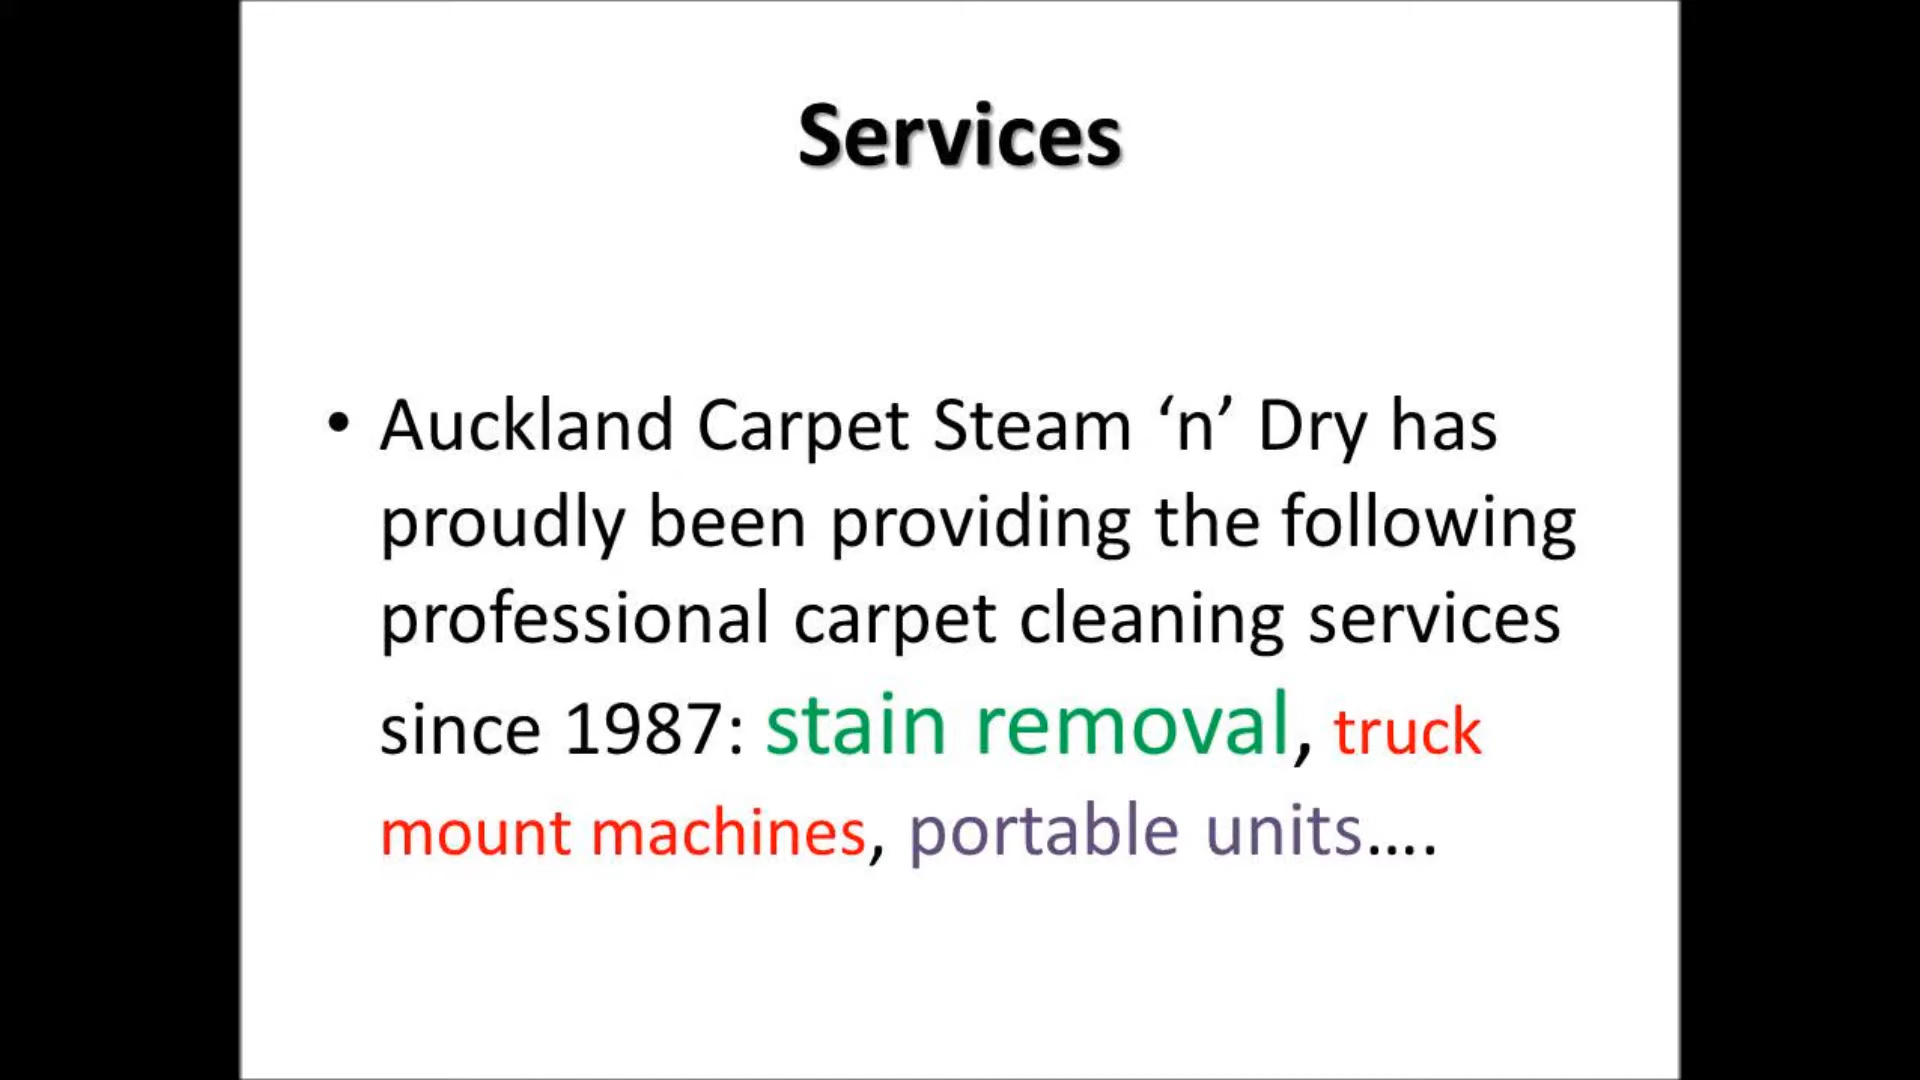 Services
• Auckland Carpet Steam ‘n’ Dry has
proudly been providing the following
professional carpet cleaning services
since 1987: stain removal, truck
mount machines, portable units….